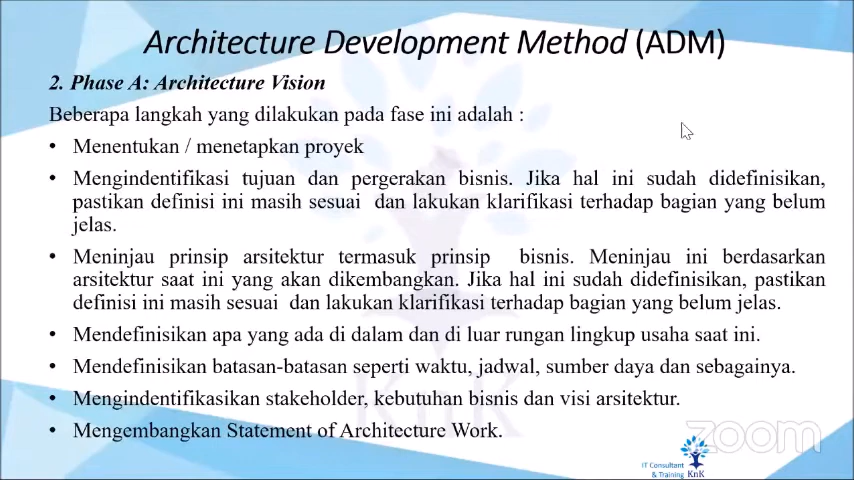 Architecture Development Method (ADM)
2. Phase A: Architecture Vision
Beberapa langkah yang dilakukan pada fase ini adalah :
• Menentukan / menetapkan proyek
• Mengindentifikasi tujuan dan pergerakan bisnis. Jika hal ini sudah didefinisikan,
pastikan definisi ini masih sesuai dan lakukan klarifikasi terhadap bagian yang belum
jelas.
• Meninjau prinsip arsitektur termasuk prinsip bisnis. Meninjau ini berdasarkan
arsitektur saat ini yang akan dikembangkan. Jika hal ini sudah didefinisikan, pastikan
definisi ini masih sesuai dan lakukan klarifikasi terhadap bagian yang belum jelas.
• Mendefinisikan apa yang ada di dalam dan di luar rungan lingkup usaha saat ini.
• Mendefinisikan batasan-batasan seperti waktu, jadwal, sumber daya dan sebagainya.
• Mengindentifikasikan stakeholder, kebutuhan bisnis dan visi arsitektur.
• Mengembangkan Statement of Architecture Work.
KnK
zoom
IT Consultant
& Training KnK